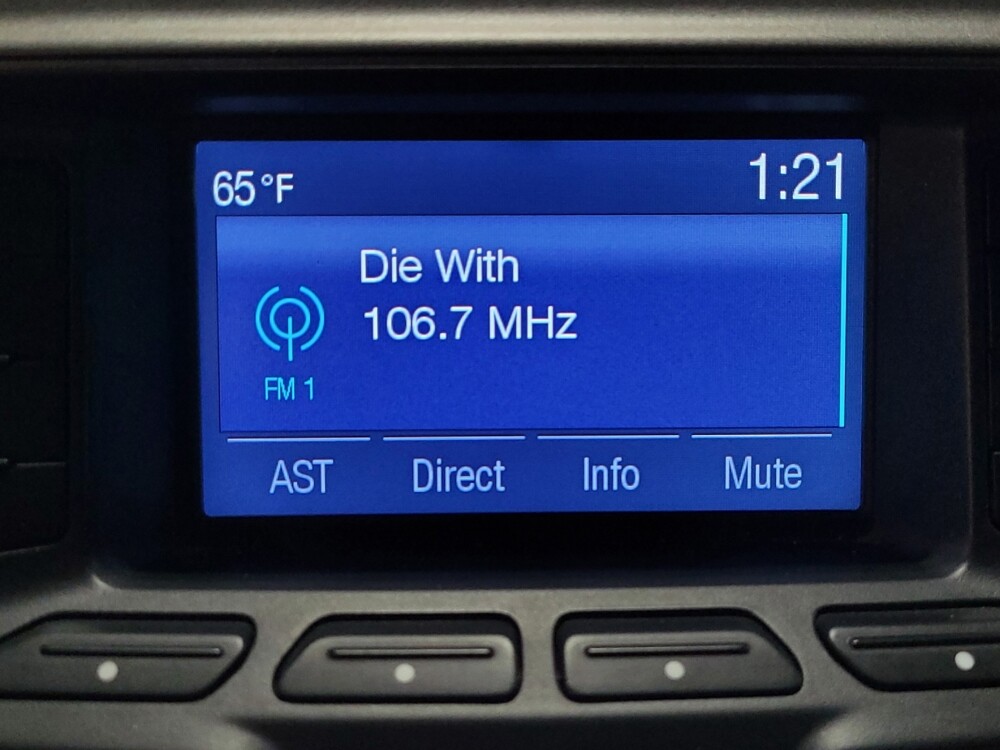 65°F
1:21
Die With
106.7 MHz
FM 1
AST Direct Info Mute